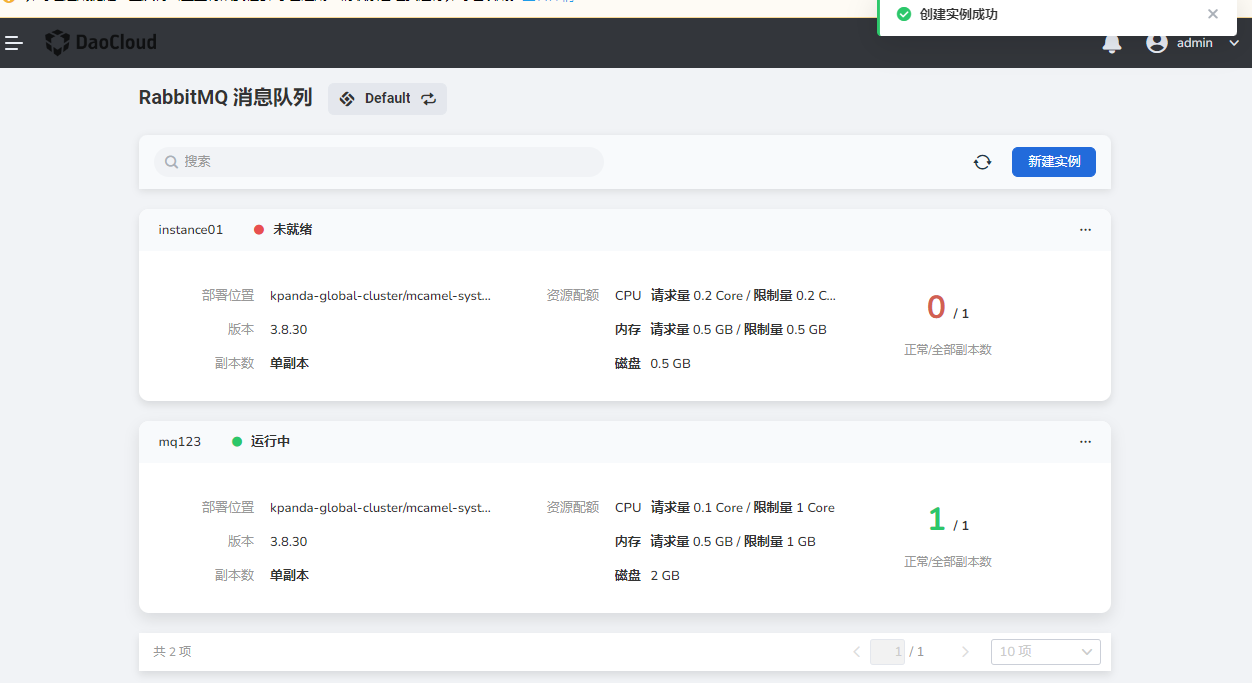 创建实例成功
DaoCloud
admin
RabbitMQ 消息队列 Default
搜索 新建实例
instance01 未就绪
部署位置 kpanda-global-cluster/mcamel-syst... 资源配额 CPU 请求量 0.2 Core / 限制量 0.2 C...
0 / 1
版本 3.8.30 内存 请求量 0.5 GB / 限制量 0.5 GB
正常/全部副本数
副本数 单副本 磁盘 0.5 GB
mq123 运行中
部署位置 kpanda-global-cluster/mcamel-syst... 资源配额 CPU 请求量 0.1 Core / 限制量 1 Core
1 / 1
版本 3.8.30 内存 请求量 0.5 GB / 限制量 1 GB
正常/全部副本数
副本数 单副本 磁盘 2 GB
共 2 项 1 / 1 10 项